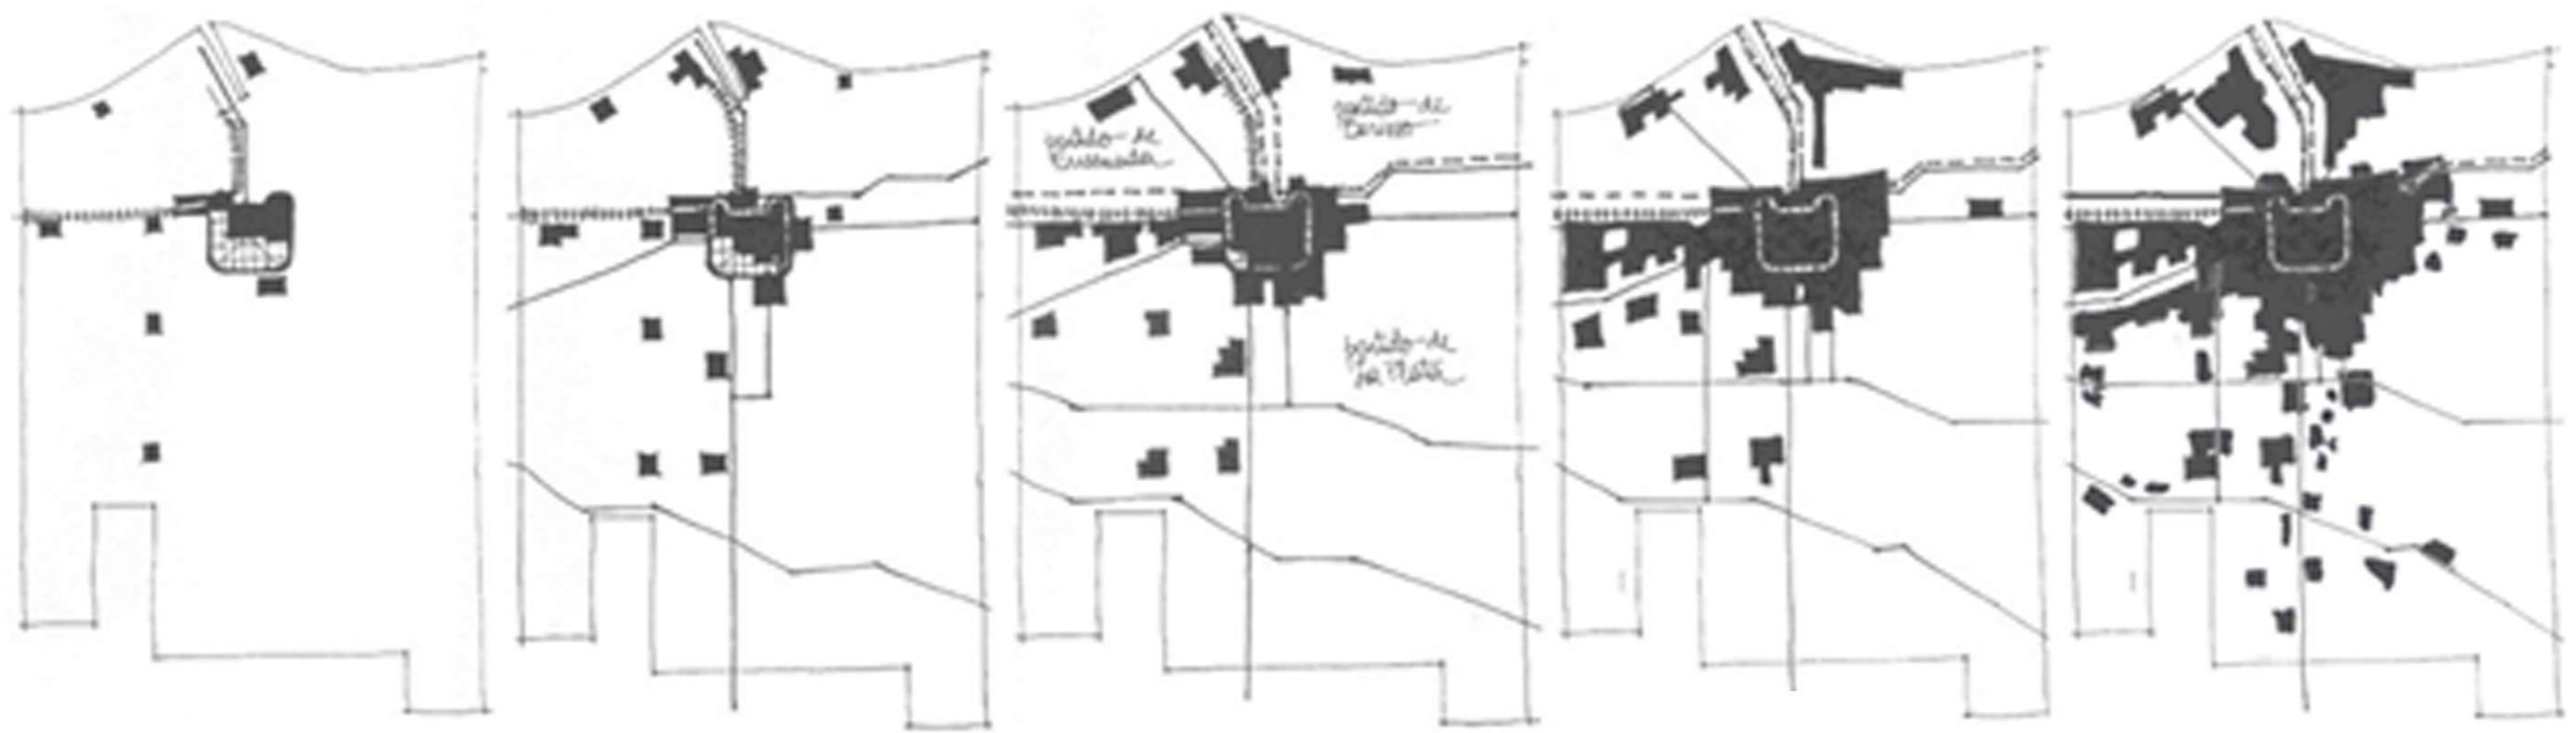 partido de
Ensenada
partido de
Berisso
partido de
La Plata